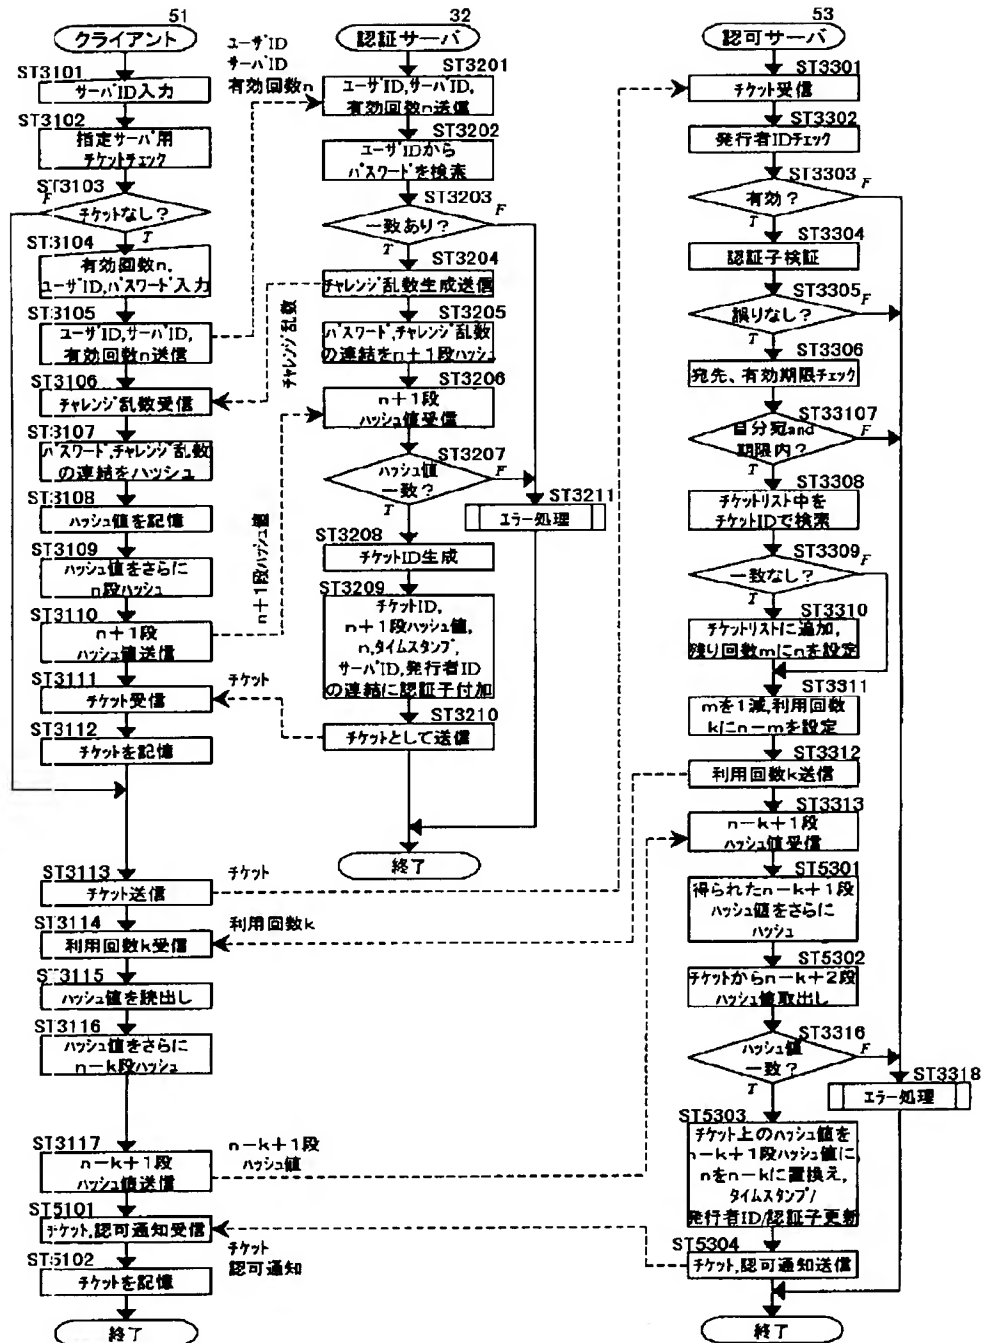 51
クライアント
ST3101
サーバID入力
ST3102
指定サーバ用
チケットチェック
ST3103
チケットなし？
F
T
ST3104
有効回数n,
ユーザID,パスワード入力
ST3105
ユーザID,サーバID,
有効回数n送信
ST3106
チャレンジ乱数受信
ST3107
パスワード,チャレンジ乱数
の連結をハッシュ
ST3108
ハッシュ値を記憶
ST3109
ハッシュ値をさらに
n段ハッシュ
ST3110
n+1段
ハッシュ値送信
ST3111
チケット受信
ST3112
チケットを記憶
ST3113
チケット送信
ST3114
利用回数k受信
ST3115
ハッシュ値を読出し
ST3116
ハッシュ値をさらに
n-k段ハッシュ
ST3117
n-k+1段
ハッシュ値送信
ST5101
チケット,認可通知受信
ST5102
チケットを記憶
終了
ユーザID
サーバID
有効回数n
チャレンジ乱数
n+1段ハッシュ値
チケット
チケット
利用回数k
n-k+1段
ハッシュ値
チケット
認可通知
32
認証サーバ
ST3201
ユーザID,サーバID,
有効回数n送信
ST3202
ユーザIDから
パスワードを検索
ST3203
一致あり？
F
T
ST3204
チャレンジ乱数生成送信
ST3205
パスワード,チャレンジ乱数
の連結をn+1段ハッシュ
ST3206
n+1段
ハッシュ値受信
ST3207
ハッシュ値
一致？
F
T
ST3211
エラー処理
ST3208
チケットID生成
ST3209
チケットID,
n+1段ハッシュ値,
n,タイムスタンプ,
サーバID,発行者ID
の連結に認証子付加
ST3210
チケットとして送信
終了
53
認可サーバ
ST3301
チケット受信
ST3302
発行者IDチェック
ST3303
有効？
F
T
ST3304
認証子検証
ST3305
誤りなし？
F
T
ST3306
宛先、有効期限チェック
ST33107
自分宛and
期限内？
F
T
ST3308
チケットリスト中を
チケットIDで検索
ST3309
一致なし？
F
T
ST3310
チケットリストに追加,
残り回数mにnを設定
ST3311
mを1減,利用回数
kにn-mを設定
ST3312
利用回数k送信
ST3313
n-k+1段
ハッシュ値受信
ST5301
得られたn-k+1段
ハッシュ値をさらに
ハッシュ
ST5302
チケットからn-k+2段
ハッシュ値取出し
ST3316
ハッシュ値
一致？
F
T
ST3318
エラー処理
ST5303
チケット上のハッシュ値を
n-k+1段ハッシュ値に,
nをn-kに置換え,
タイムスタンプ/
発行者ID/認証子更新
ST5304
チケット,認可通知送信
終了